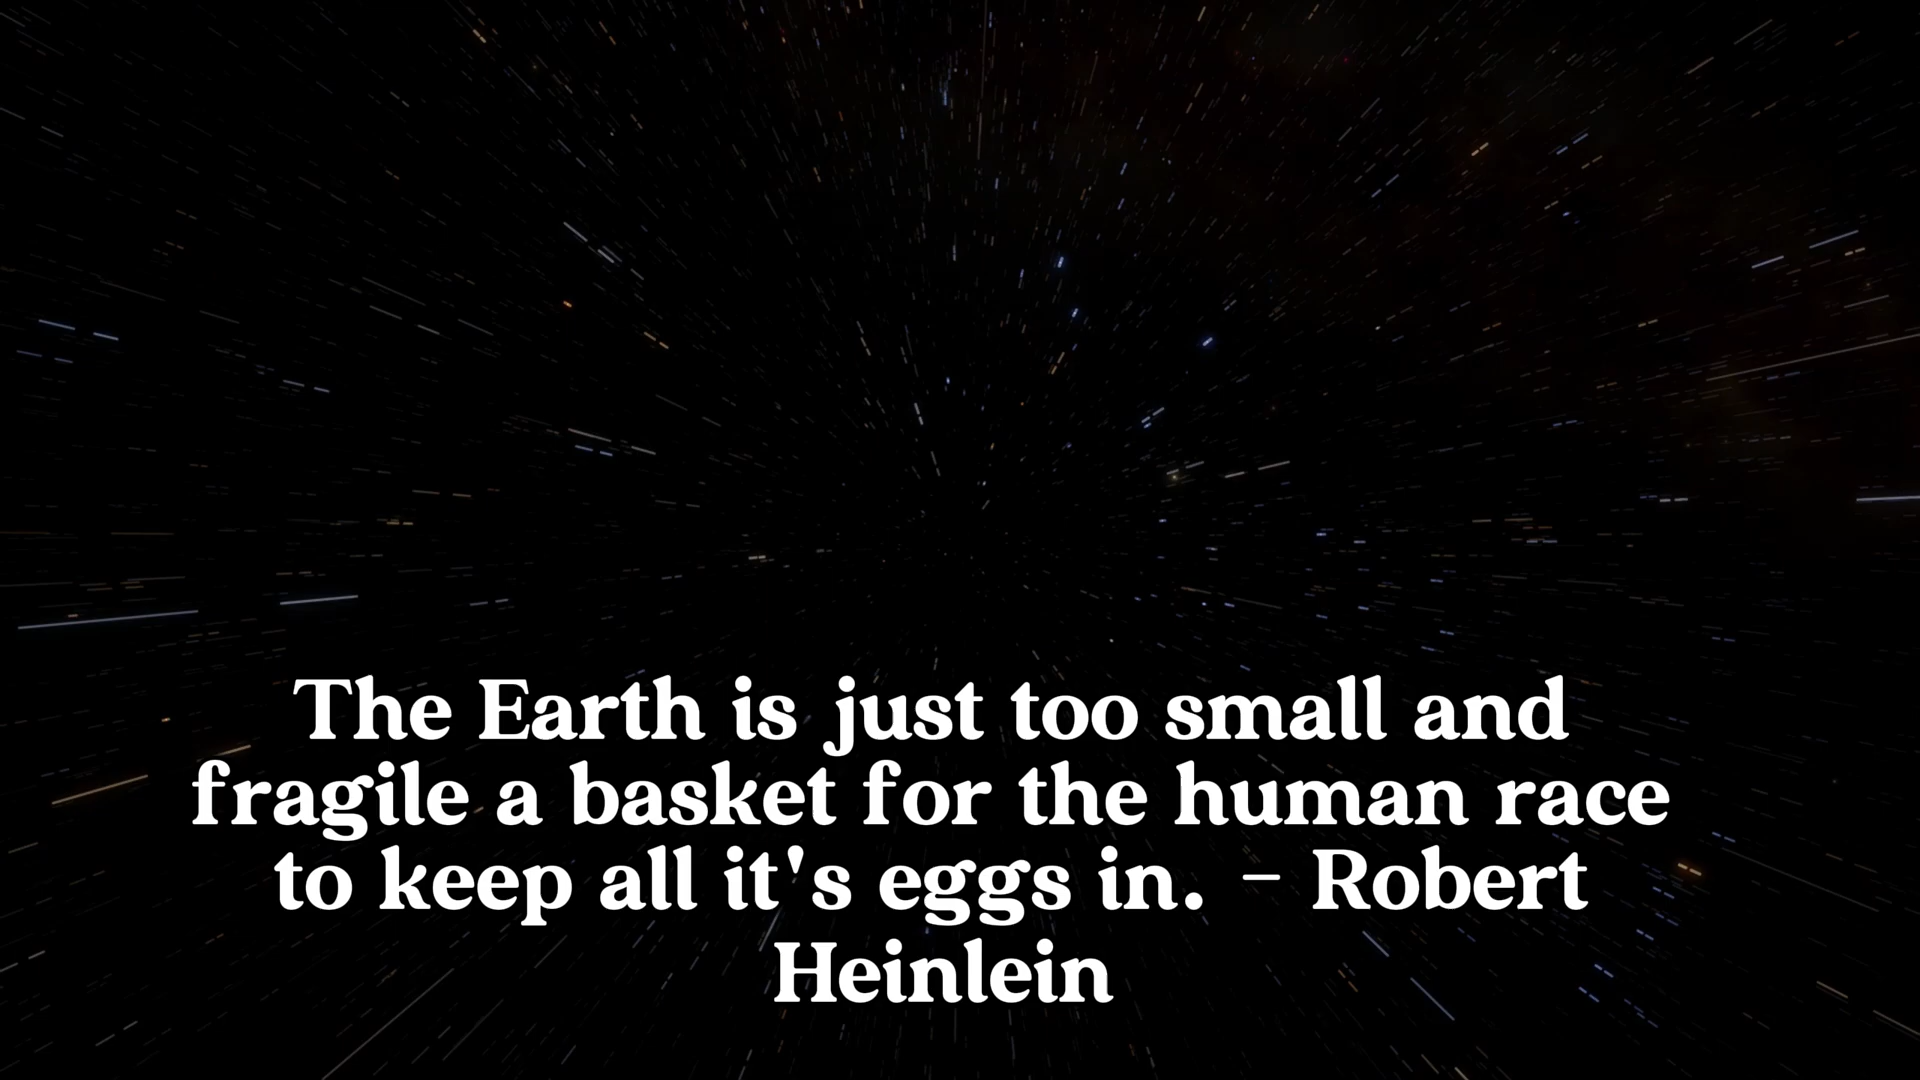 The Earth is just too small and
fragile a basket for the human race
to keep all it's eggs in. – Robert
Heinlein